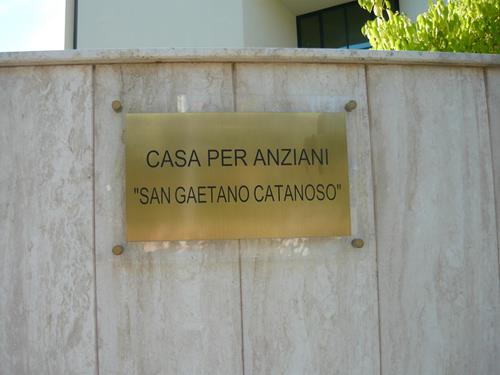 CASA PER ANZIANI
"SAN GAETANO CATANOSO"